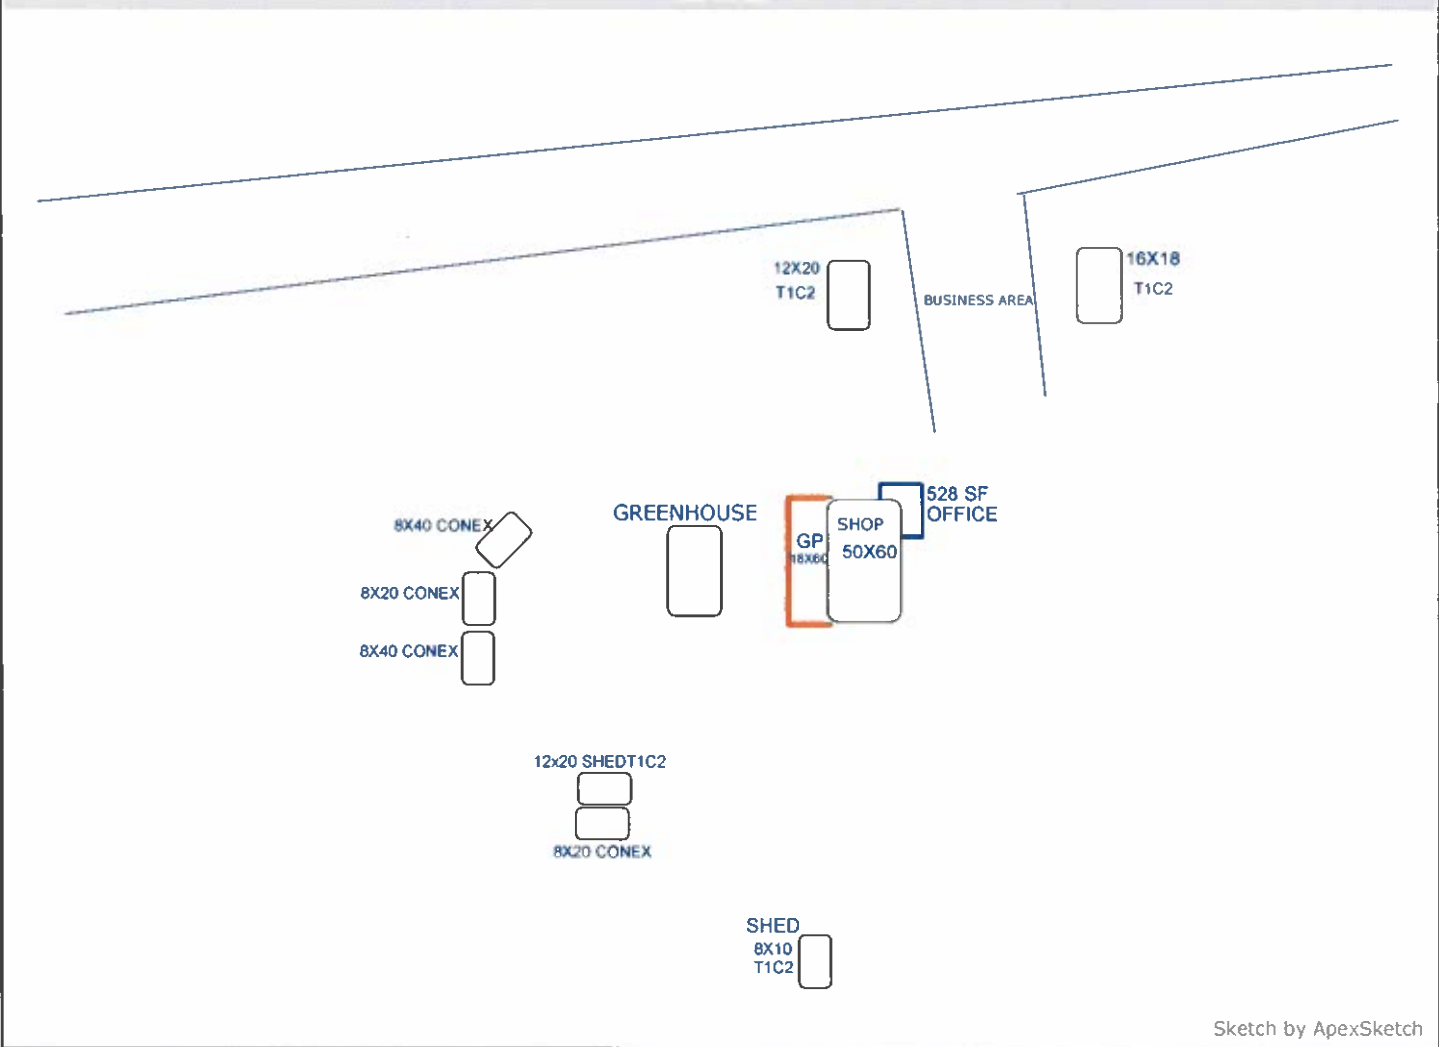 12X20
T1C2
BUSINESS AREA
16X18
T1C2
528 SF
OFFICE
GREENHOUSE
SHOP
50X60
GP
18X60
8X40 CONEX
8X20 CONEX
8X40 CONEX
12x20 SHEDT1C2
8X20 CONEX
SHED
8X10
T1C2
Sketch by ApexSketch